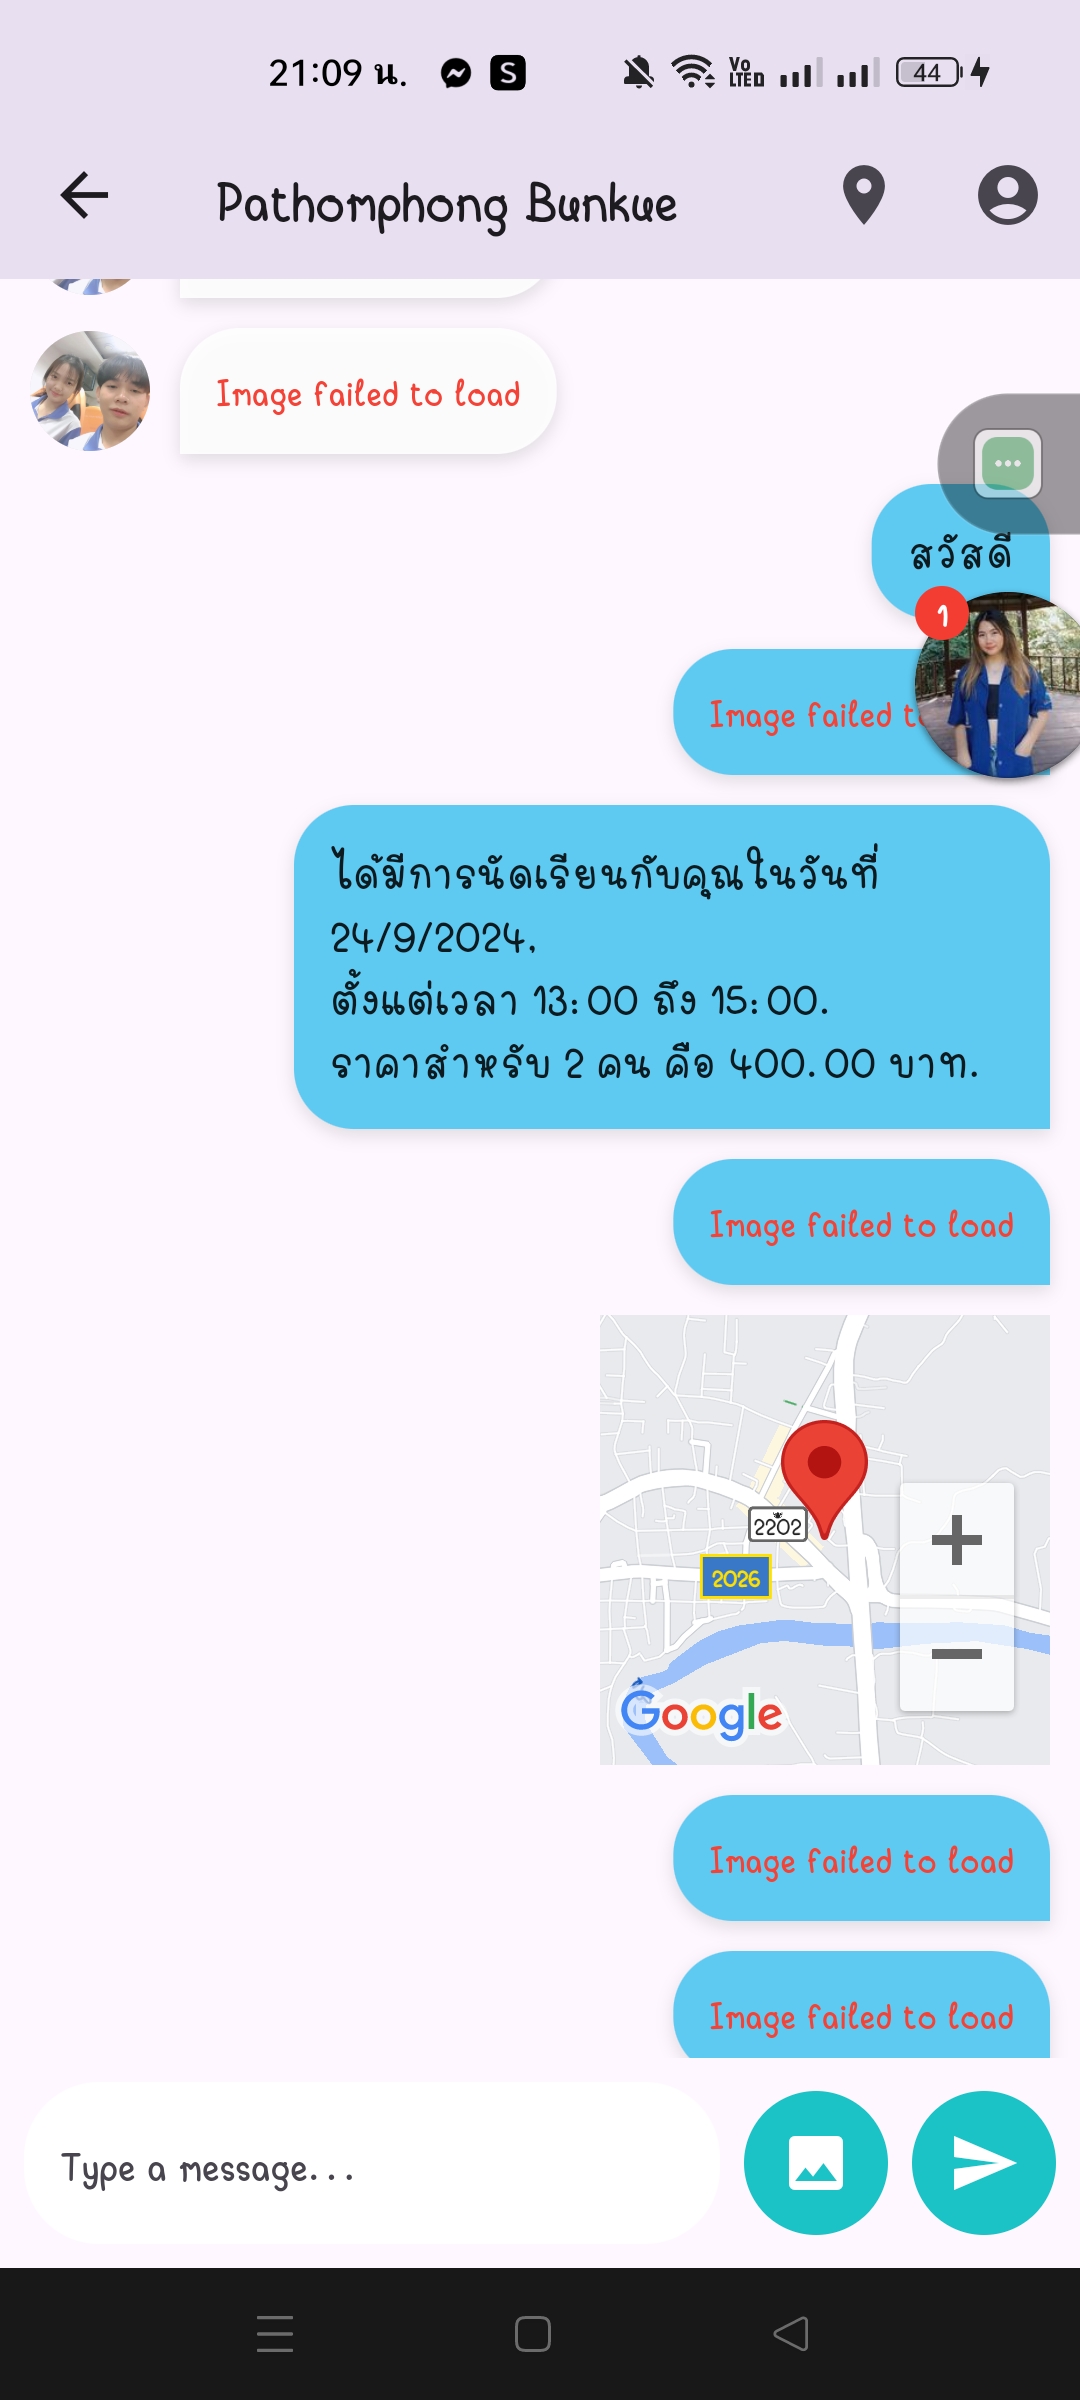 21:09 น.
S
Vo
LTED
44
Pathomphong Bunkue
Image failed to load
สวัสดี
1
Image failed t
ได้มีการนัดเรียนกับคุณในวันที่
24/9/2024,
ตั้งแต่เวลา 13:00 ถึง 15:00.
ราคาสำหรับ 2 คน คือ 400.00 บาท.
Image failed to load
2202
2026
Google
Image failed to load
Image failed to load
Type a message...